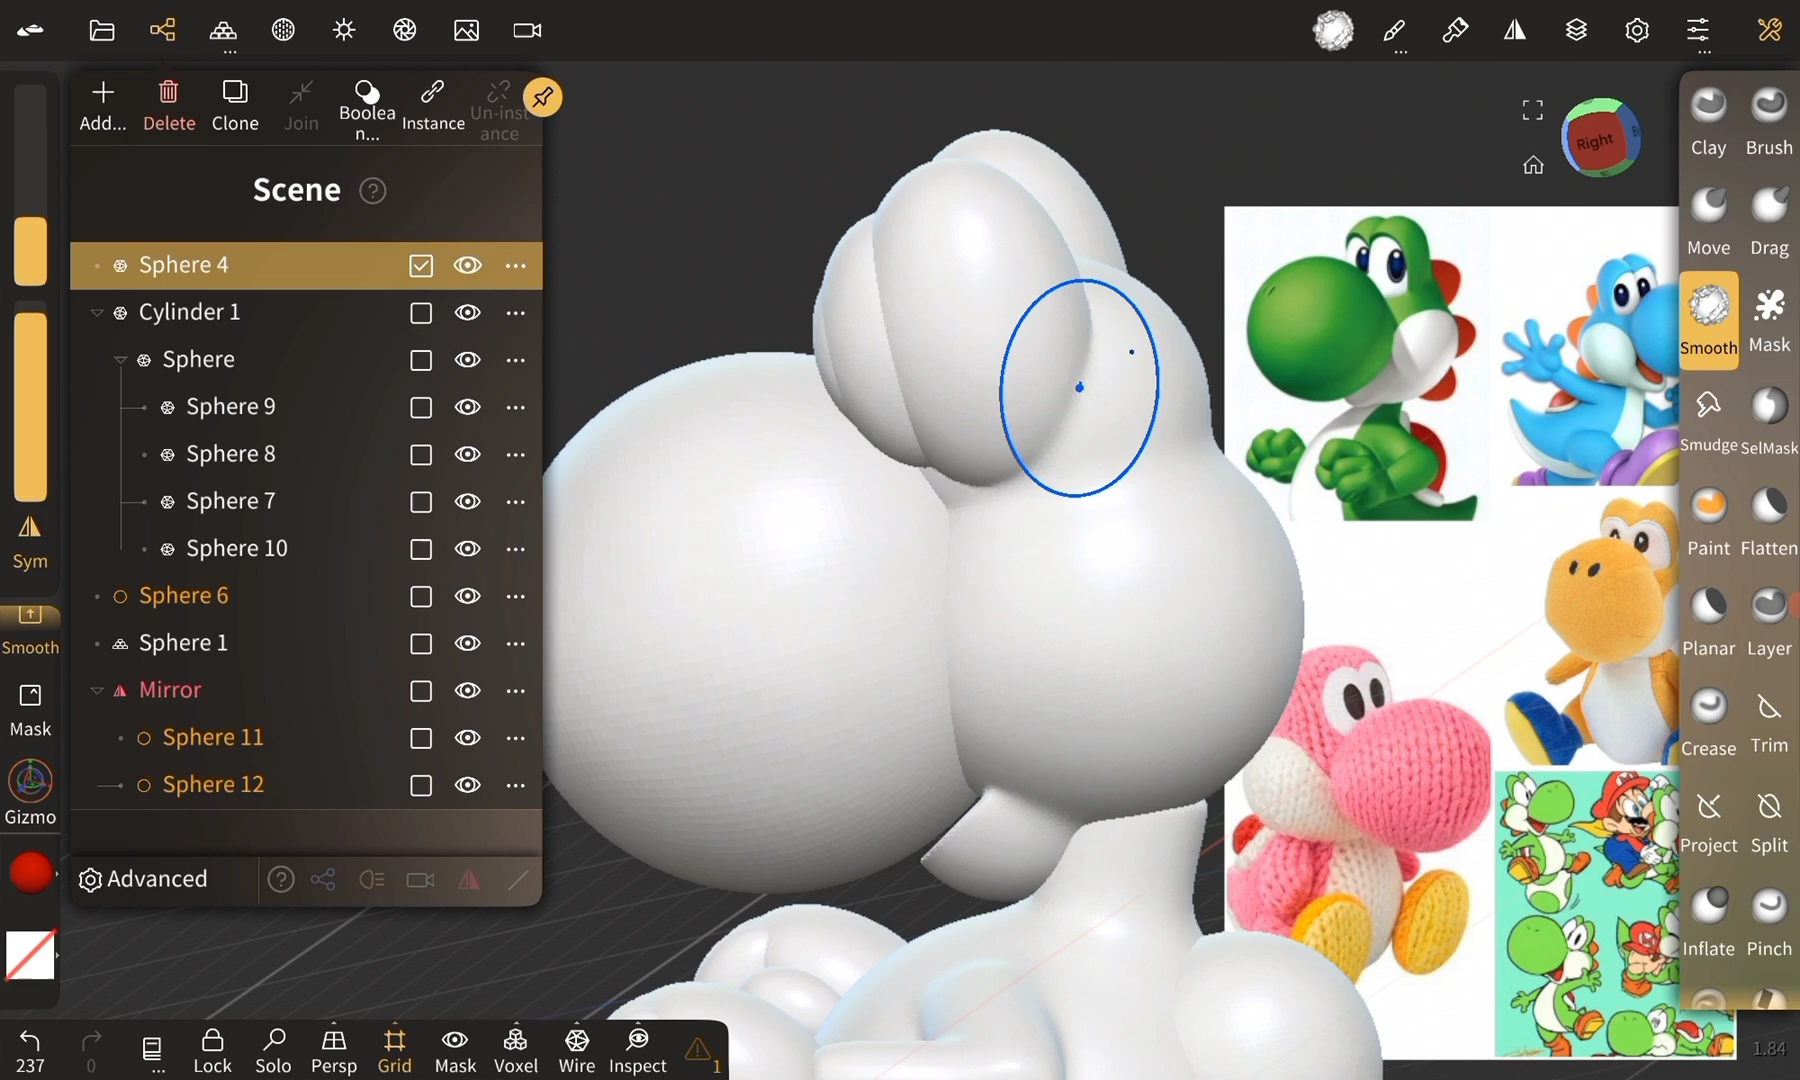 Add...
Delete
Clone
Join
Boolea
n...
Instance
Un-inst
ance
Scene
?
Sphere 4
Cylinder 1
Sphere
Sphere 9
Sphere 8
Sphere 7
Sphere 10
Sphere 6
Sphere 1
Mirror
Sphere 11
Sphere 12
Advanced
?
Sym
Smooth
Mask
Gizmo
Right
Clay
Brush
Move
Drag
Smooth
Mask
Smudge
SelMask
Paint
Flatten
Planar
Layer
Crease
Trim
Project
Split
Inflate
Pinch
237
0
...
Lock
Solo
Persp
Grid
Mask
Voxel
Wire
Inspect
1
1.84